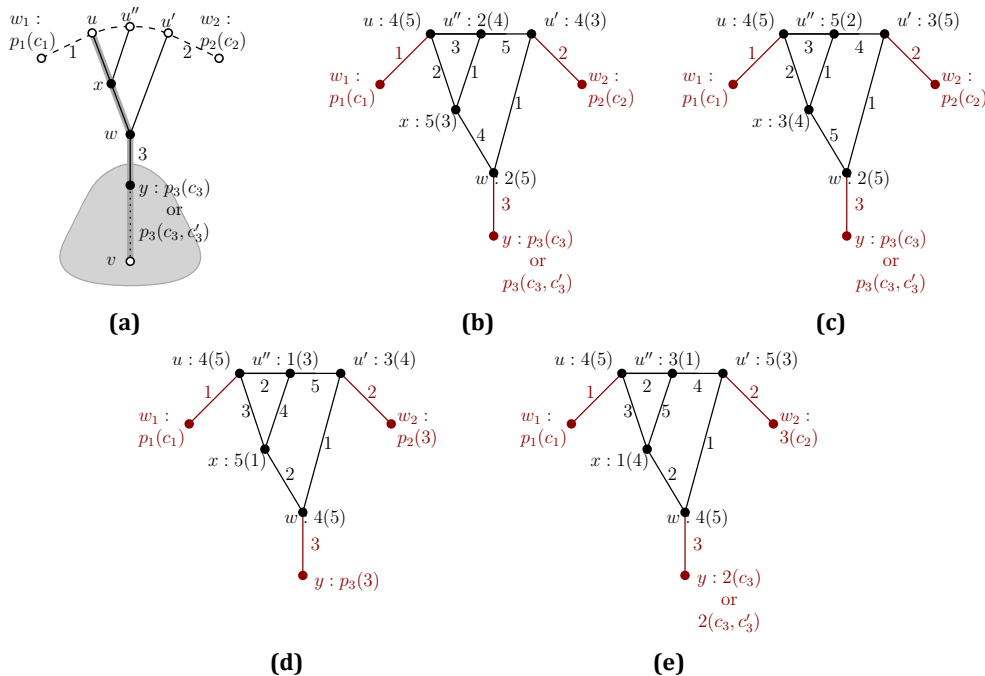 w₁ : u u″ u′ w₂ :
p₁(c₁) p₂(c₂)
1 2
x
w
3
y : p₃(c₃)
or
p₃(c₃, c′₃)
v
(a)
u : 4(5) u″ : 2(4) u′ : 4(3)
1 3 5 2
w₁ : 2 1 w₂ :
p₁(c₁) p₂(c₂)
1
x : 5(3)
4
w : 2(5)
3
y : p₃(c₃)
or
p₃(c₃, c′₃)
(b)
u : 4(5) u″ : 5(2) u′ : 3(5)
1 3 4 2
w₁ : 2 1 w₂ :
p₁(c₁) p₂(c₂)
1
x : 3(4)
5
w : 2(5)
3
y : p₃(c₃)
or
p₃(c₃, c′₃)
(c)
u : 4(5) u″ : 1(3) u′ : 3(4)
1 2 5 2
w₁ : 3 4 w₂ :
p₁(c₁) p₂(3)
1
x : 5(1)
2
w : 4(5)
3
y : p₃(3)
(d)
u : 4(5) u″ : 3(1) u′ : 5(3)
1 2 4 2
w₁ : 3 5 w₂ :
p₁(c₁) 3(c₂)
1
x : 1(4)
2
w : 4(5)
3
y : 2(c₃)
or
2(c₃, c′₃)
(e)